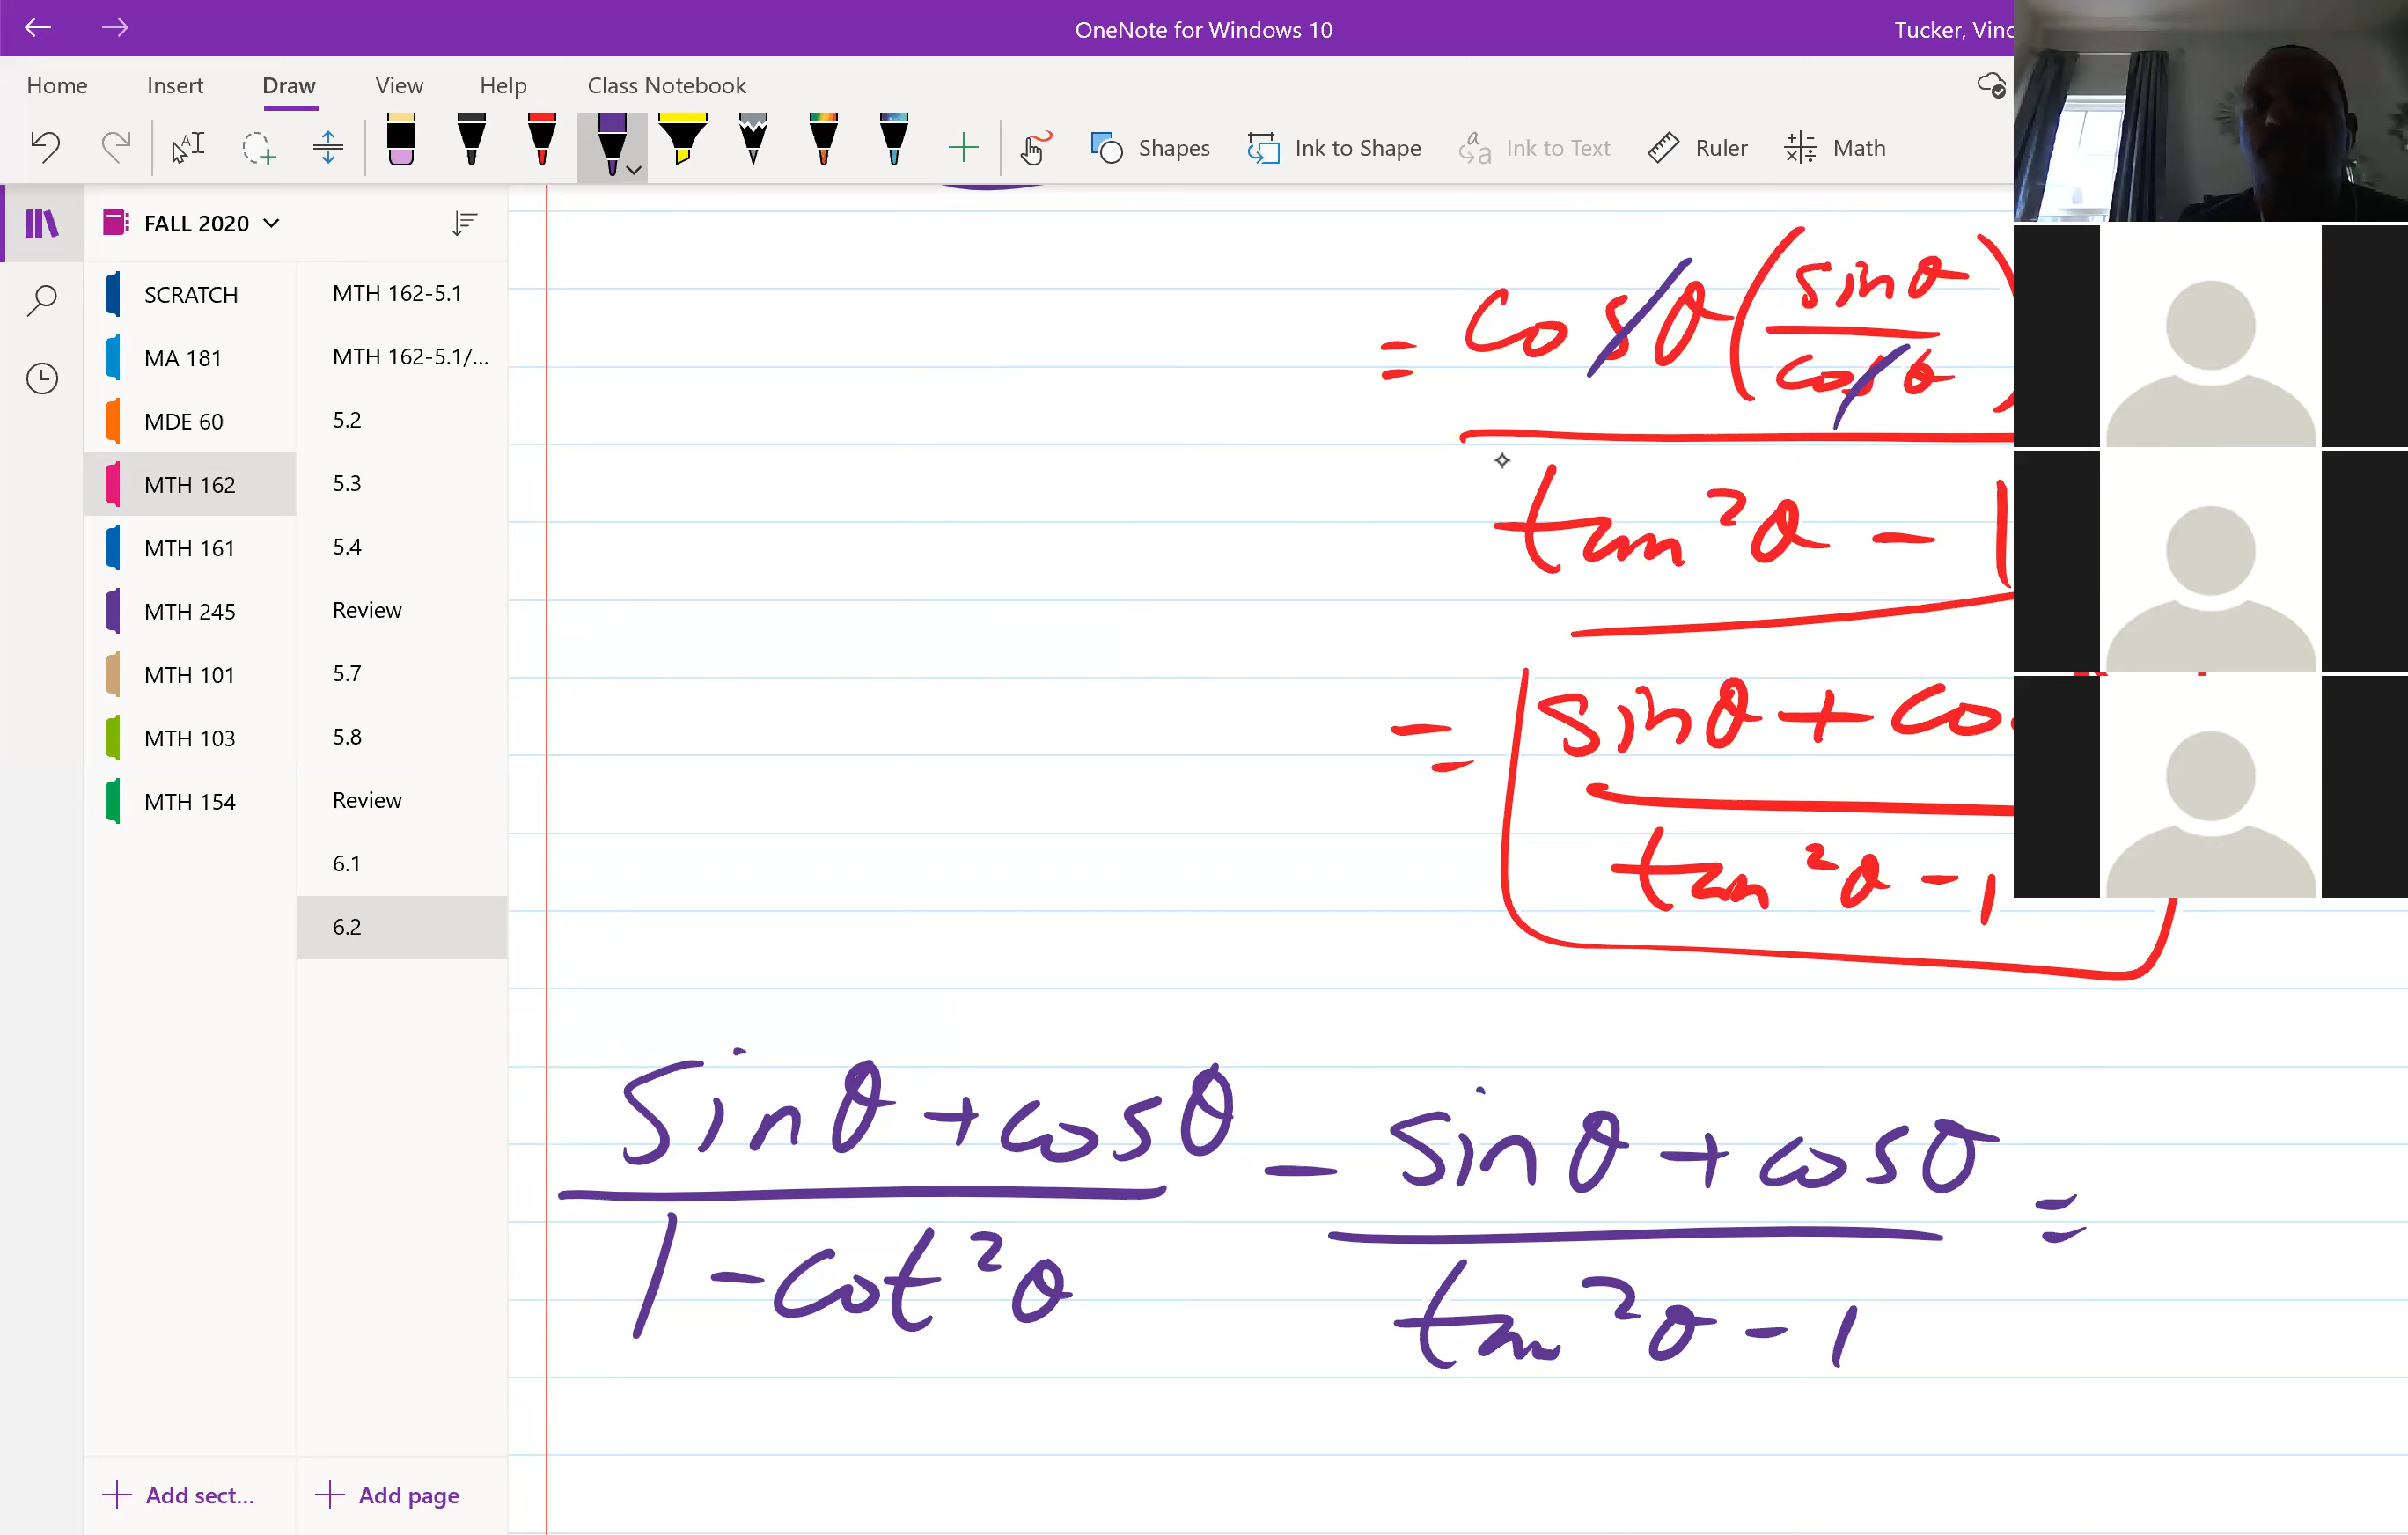 OneNote for Windows 10
Tucker, Vinc
Home Insert Draw View Help Class Notebook
Shapes Ink to Shape Ink to Text Ruler Math
FALL 2020
SCRATCH
MA 181
MDE 60
MTH 162
MTH 161
MTH 245
MTH 101
MTH 103
MTH 154
MTH 162-5.1
MTH 162-5.1/...
5.2
5.3
5.4
Review
5.7
5.8
Review
6.1
6.2
+ Add sect...
+ Add page
= cosθ(sinθ
cosθ)
tan²θ - 1
= sinθ + co
tan²θ - 1
sinθ + cosθ - sinθ + cosθ =
1 - cot²θ tan²θ - 1